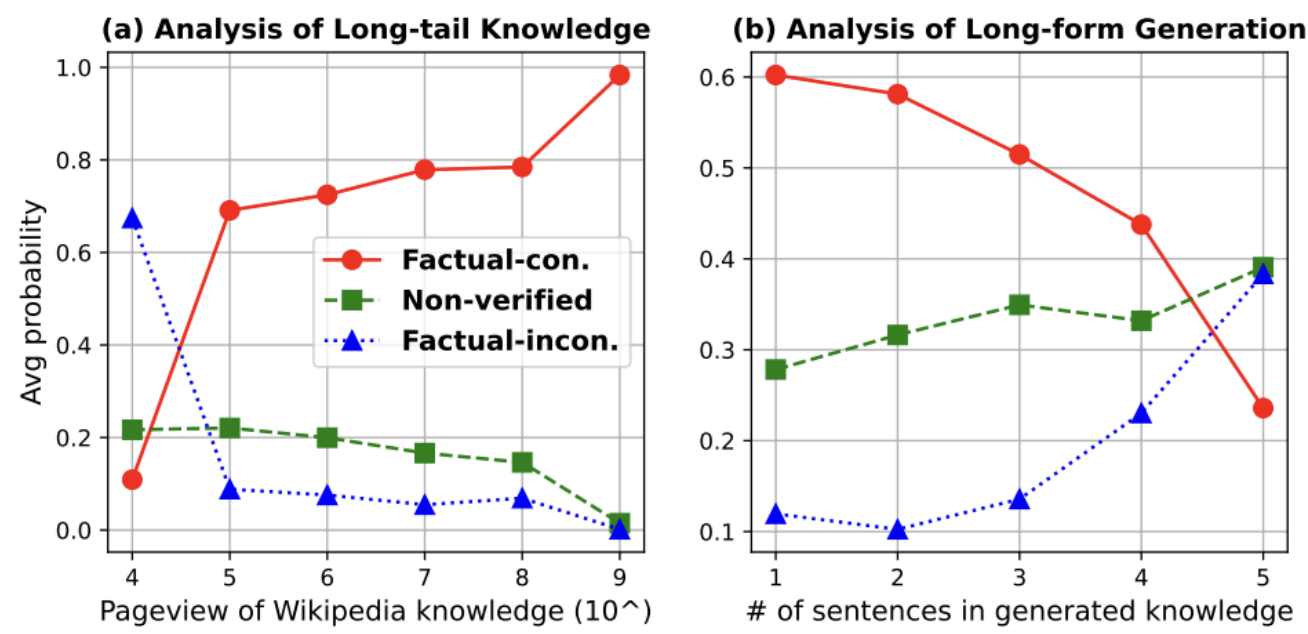 (a) Analysis of Long-tail Knowledge
1.0
0.8
0.6
0.4
0.2
0.0
Avg probability
Factual-con.
Non-verified
Factual-incon.
4 5 6 7 8 9
Pageview of Wikipedia knowledge (10^)
(b) Analysis of Long-form Generation
0.6
0.5
0.4
0.3
0.2
0.1
1 2 3 4 5
# of sentences in generated knowledge